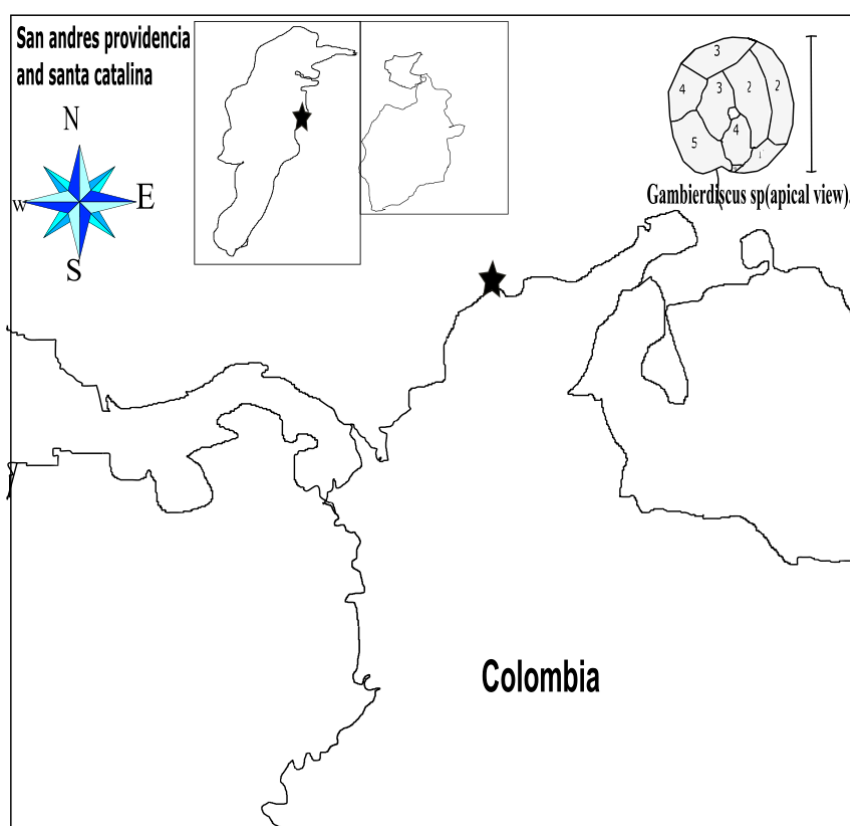 San andres providencia
and santa catalina
N
W
E
S
3
4
3
2
2
4
5
1
Gambierdiscus sp(apical view).
Colombia